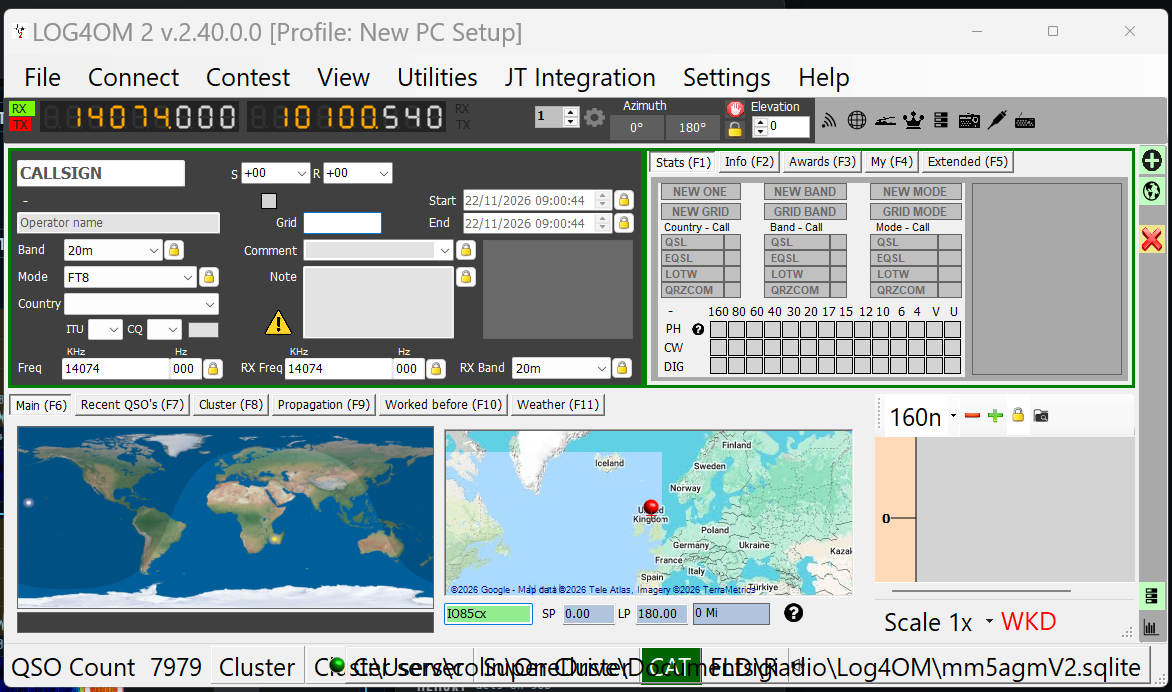 LOG4OM 2 v.2.40.0.0 [Profile: New PC Setup]
File Connect Contest View Utilities JT Integration Settings Help
RX TX 14074.000 10100.540 RX TX 1 Azimuth 0° 180° Elevation 0
CALLSIGN
S +00 R +00
-
Operator name
Start 22/11/2026 09:00:44
Grid
End 22/11/2026 09:00:44
Band 20m
Comment
Mode FT8
Note
Country
ITU CQ
KHz Hz KHz Hz
Freq 14074 000 RX Freq 14074 000 RX Band 20m
Stats (F1) Info (F2) Awards (F3) My (F4) Extended (F5)
NEW ONE NEW BAND NEW MODE
NEW GRID GRID BAND GRID MODE
Country - Call Band - Call Mode - Call
QSL QSL QSL
EQSL EQSL EQSL
LOTW LOTW LOTW
QRZCOM QRZCOM QRZCOM
- 160 80 60 40 30 20 17 15 12 10 6 4 V U
PH ?
CW
DIG
Main (F6) Recent QSO's (F7) Cluster (F8) Propagation (F9) Worked before (F10) Weather (F11)
Finland
Iceland
Sweden
Norway
United
Kingdom
Poland
Germany
Ukraine
Kazak
France
Italy
Spain
Türkiye
©2026 Google - Map data ©2026 Tele Atlas, Imagery ©2026 TerraMetrics
IO85cx SP 0.00 LP 180.00 0 Mi ?
160n
0
Scale 1x WKD
QSO Count 7979 Cluster CAT Radio\Log4OM\mm5agmV2.sqlite